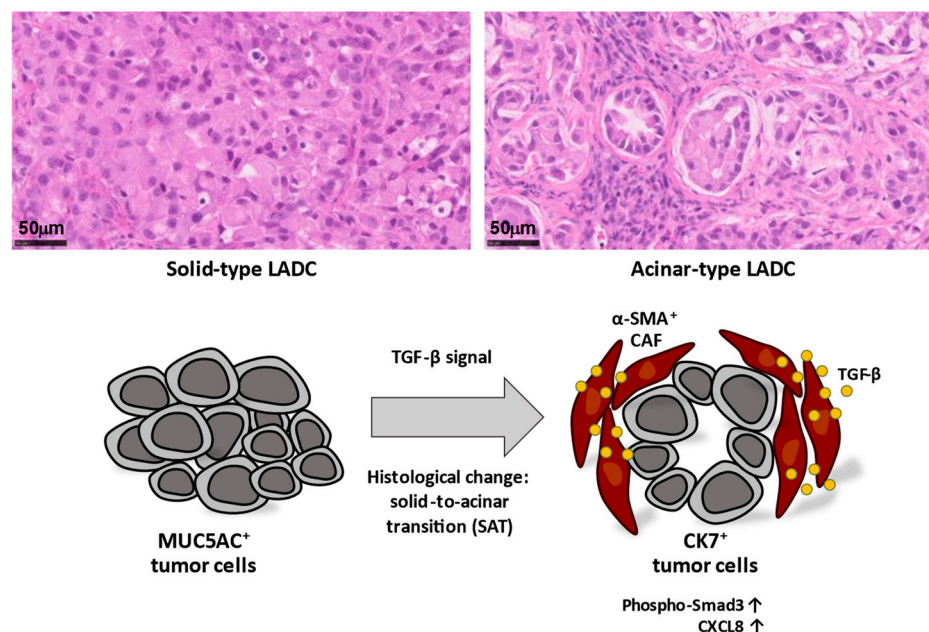 50μm
50μm
Solid-type LADC
Acinar-type LADC
α-SMA⁺
CAF
TGF-β signal
TGF-β
Histological change:
solid-to-acinar
transition (SAT)
MUC5AC⁺
tumor cells
CK7⁺
tumor cells
Phospho-Smad3 ↑
CXCL8 ↑